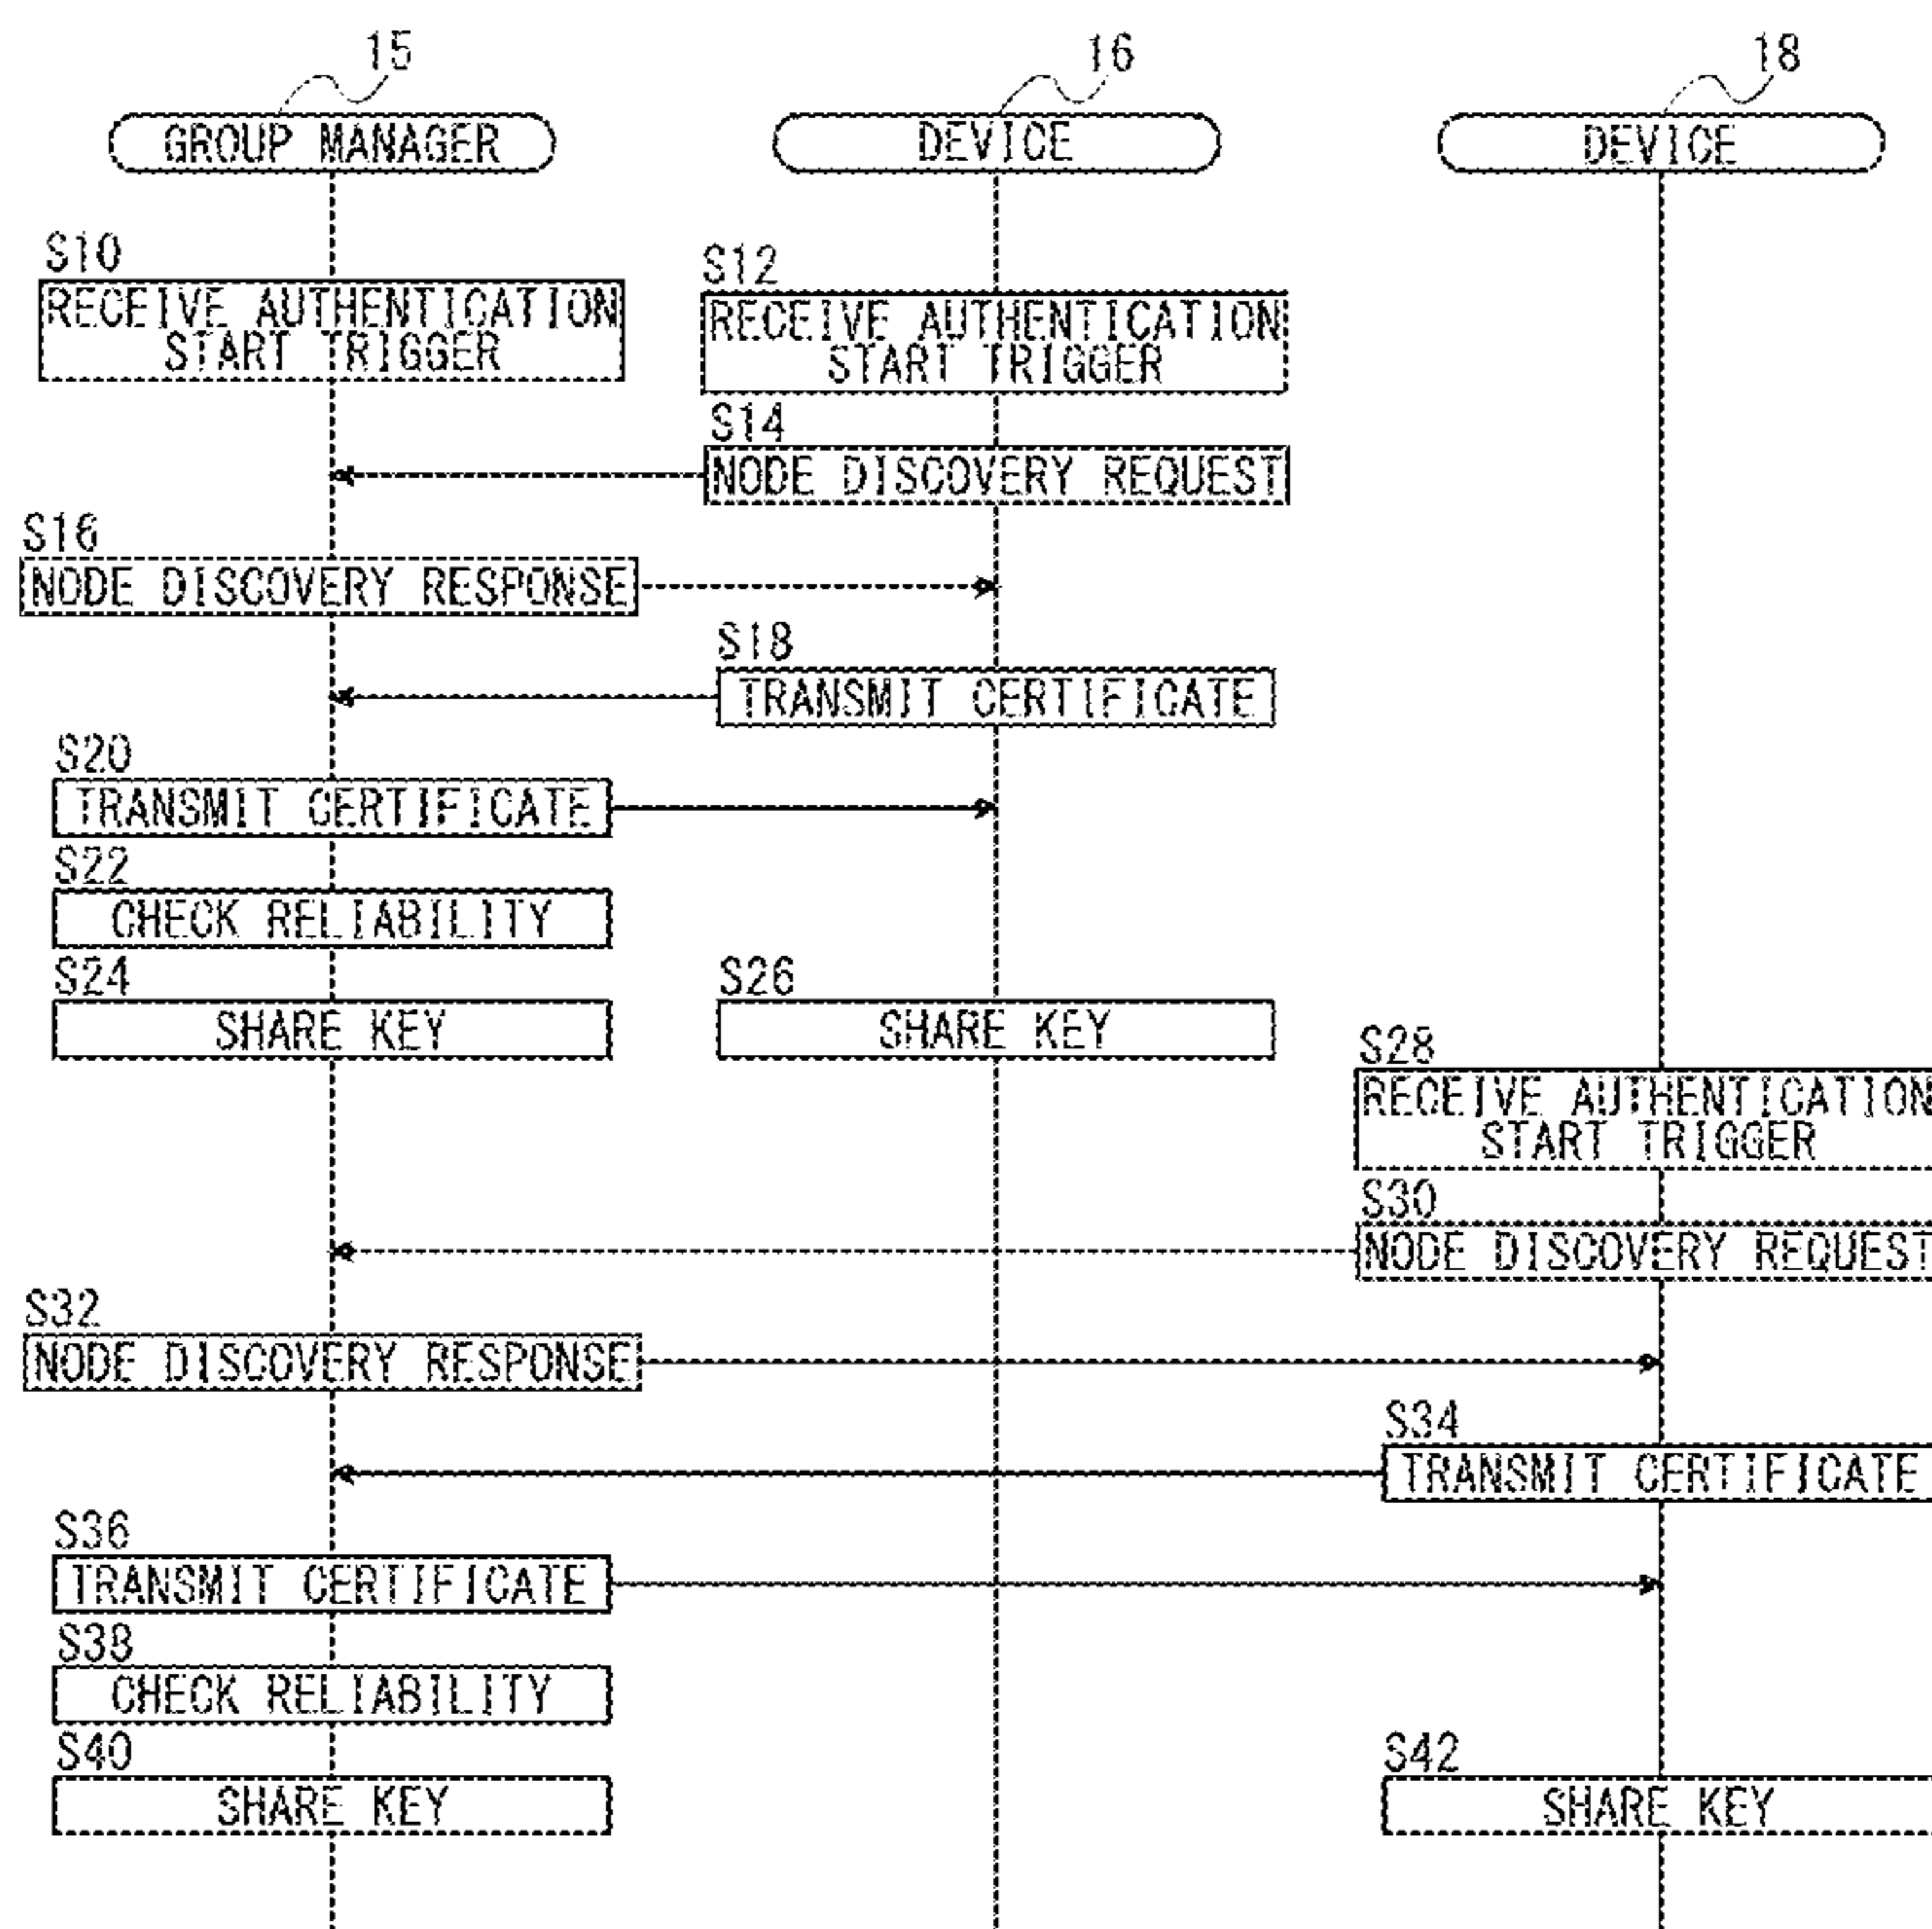 15
16
18
GROUP MANAGER
DEVICE
DEVICE
S10
RECEIVE AUTHENTICATION
START TRIGGER
S12
RECEIVE AUTHENTICATION
START TRIGGER
S14
NODE DISCOVERY REQUEST
S16
NODE DISCOVERY RESPONSE
S18
TRANSMIT CERTIFICATE
S20
TRANSMIT CERTIFICATE
S22
CHECK RELIABILITY
S24
SHARE KEY
S26
SHARE KEY
S28
RECEIVE AUTHENTICATION
START TRIGGER
S30
NODE DISCOVERY REQUEST
S32
NODE DISCOVERY RESPONSE
S34
TRANSMIT CERTIFICATE
S36
TRANSMIT CERTIFICATE
S38
CHECK RELIABILITY
S40
SHARE KEY
S42
SHARE KEY